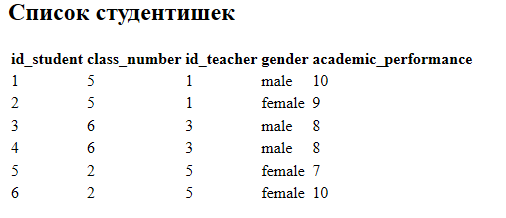 Список студентишек
id_student class_number id_teacher gender academic_performance
1 5 1 male 10
2 5 1 female 9
3 6 3 male 8
4 6 3 male 8
5 2 5 female 7
6 2 5 female 10